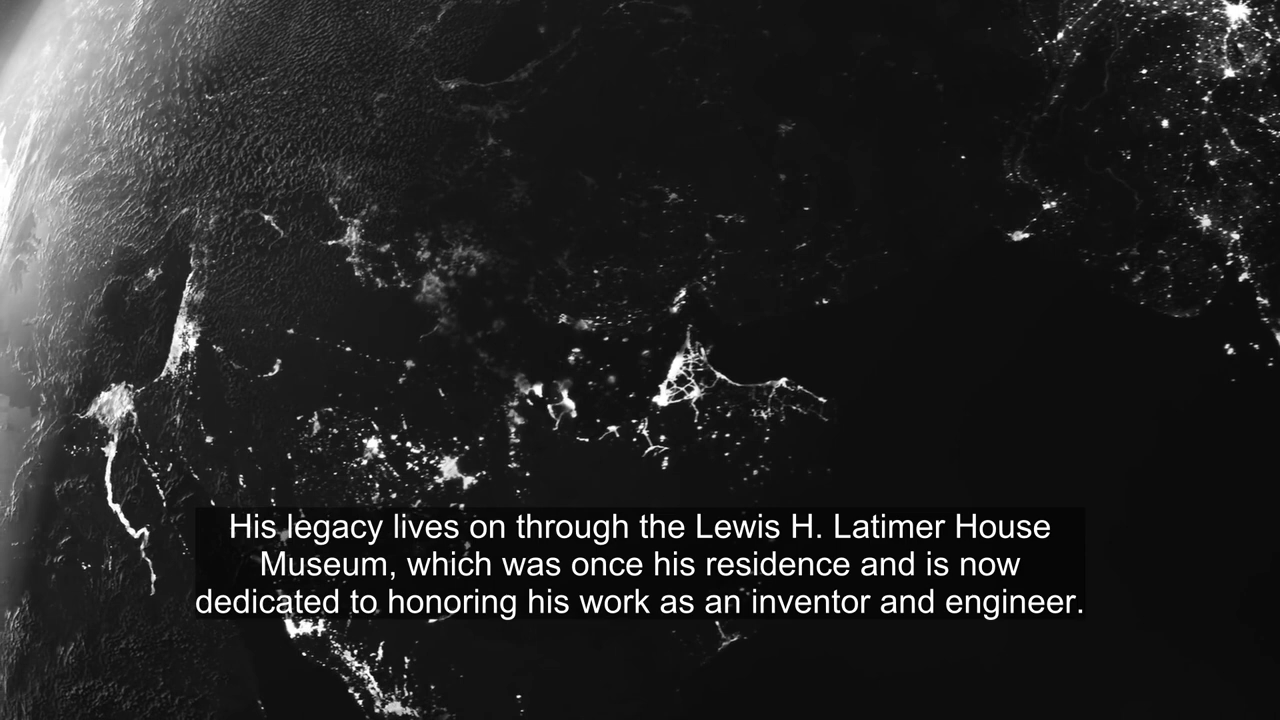 His legacy lives on through the Lewis H. Latimer House
Museum, which was once his residence and is now
dedicated to honoring his work as an inventor and engineer.